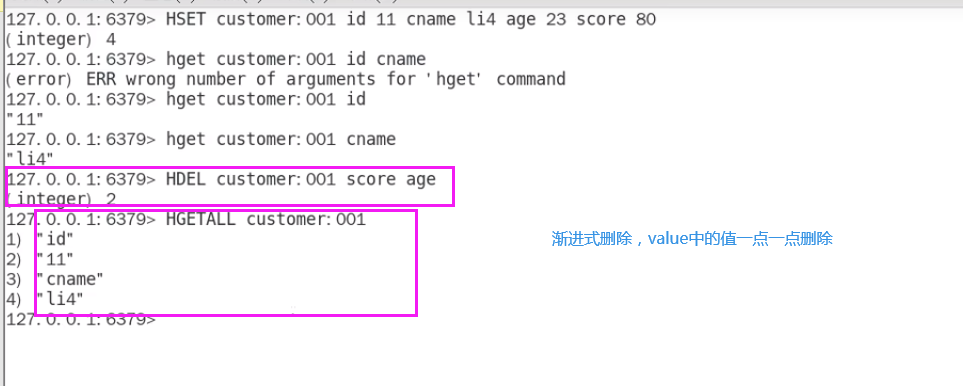 127.0.0.1:6379> HSET customer:001 id 11 cname li4 age 23 score 80
(integer) 4
127.0.0.1:6379> hget customer:001 id cname
(error) ERR wrong number of arguments for 'hget' command
127.0.0.1:6379> hget customer:001 id
"11"
127.0.0.1:6379> hget customer:001 cname
"li4"
127.0.0.1:6379> HDEL customer:001 score age
(integer) 2
127.0.0.1:6379> HGETALL customer:001
1) "id"
渐进式删除，value中的值一点一点删除
2) "11"
3) "cname"
4) "li4"
127.0.0.1:6379>